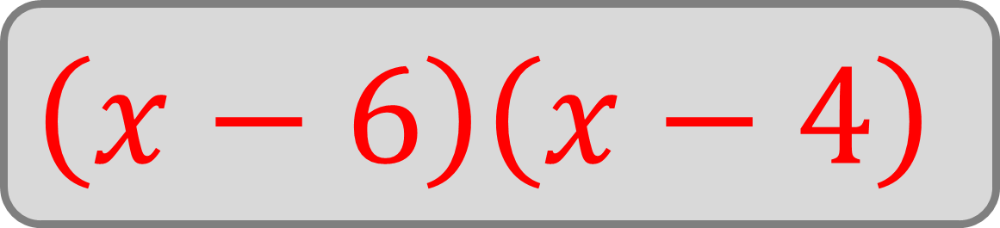 (x − 6)(x − 4)